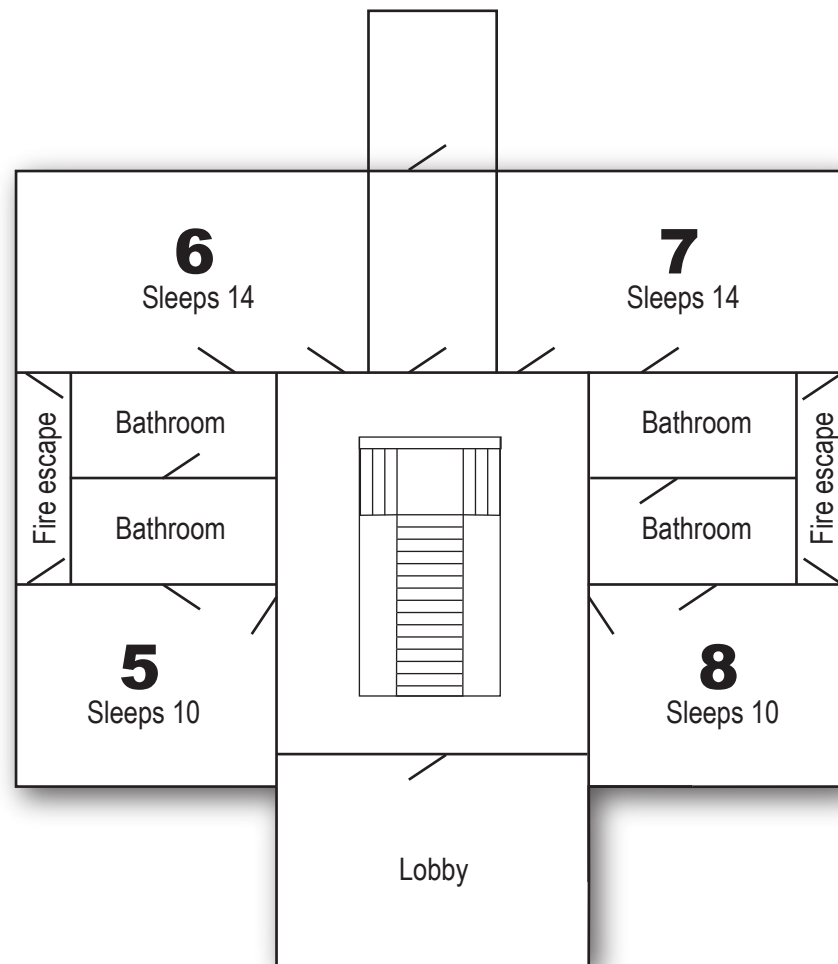 6
Sleeps 14
7
Sleeps 14
Fire escape
Bathroom
Bathroom
Fire escape
Bathroom
Bathroom
5
Sleeps 10
8
Sleeps 10
Lobby